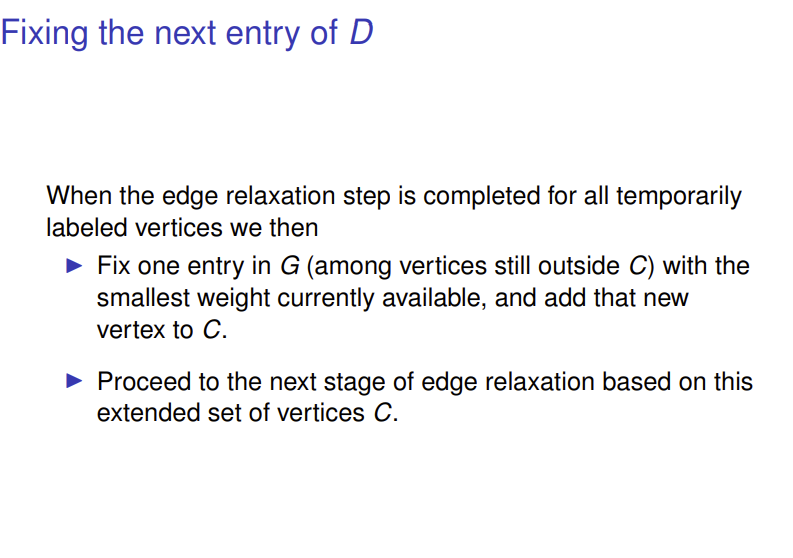 Fixing the next entry of D
When the edge relaxation step is completed for all temporarily
labeled vertices we then
▶ Fix one entry in G (among vertices still outside C) with the
smallest weight currently available, and add that new
vertex to C.
▶ Proceed to the next stage of edge relaxation based on this
extended set of vertices C.